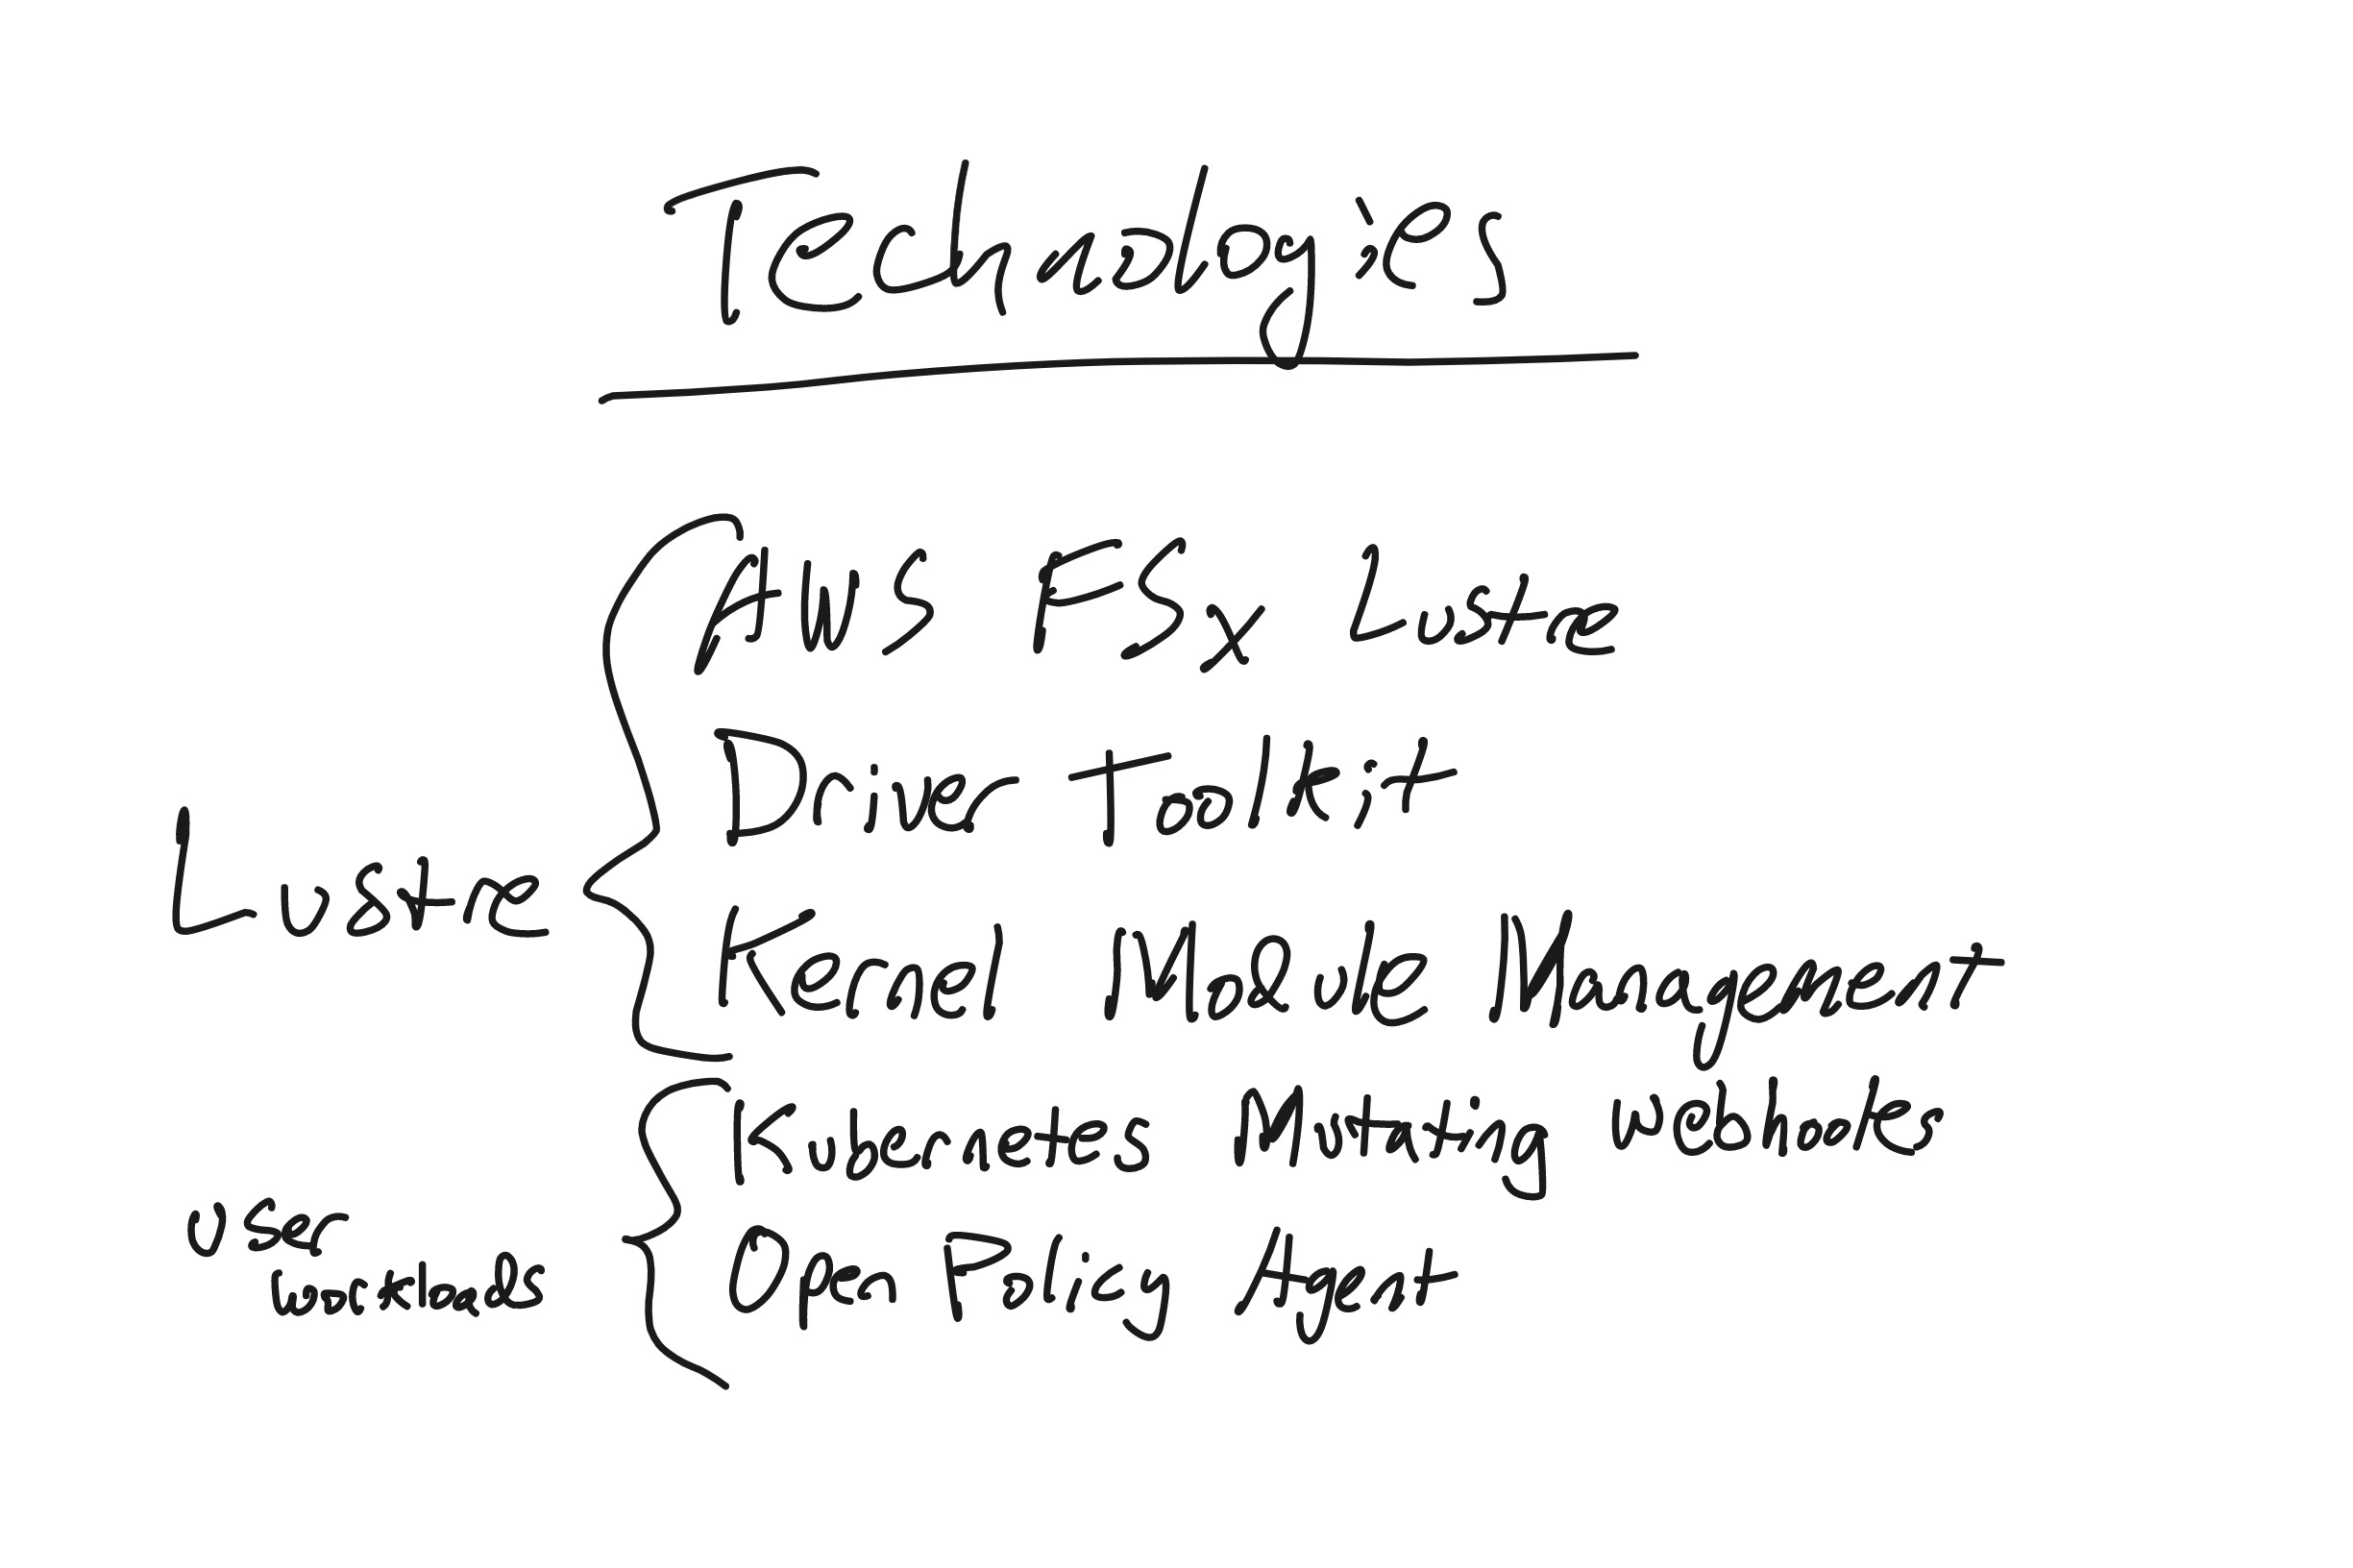 Technologies
AWS FSx Lustre
Driver Toolkit
Lustre
Kernel Module Management
Kubernetes Mutating webhooks
User
workloads
Open Policy Agent